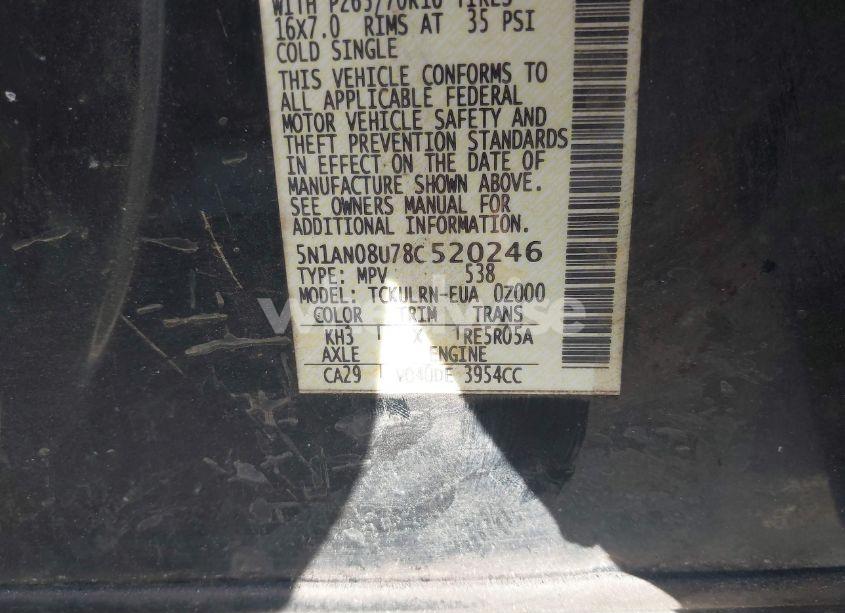 WITH P265/70R16 TIRES
16X7.0 RIMS AT 35 PSI
COLD SINGLE
THIS VEHICLE CONFORMS TO
ALL APPLICABLE FEDERAL
MOTOR VEHICLE SAFETY AND
THEFT PREVENTION STANDARDS
IN EFFECT ON THE DATE OF
MANUFACTURE SHOWN ABOVE.
SEE OWNERS MANUAL FOR
ADDITIONAL INFORMATION.
5N1AN08U78C520246
TYPE: MPV 538
MODEL: TCKULRN-EUA 0Z000
COLOR TRIM TRANS
KH3 X RE5R05A
AXLE ENGINE
CA29 3954CC